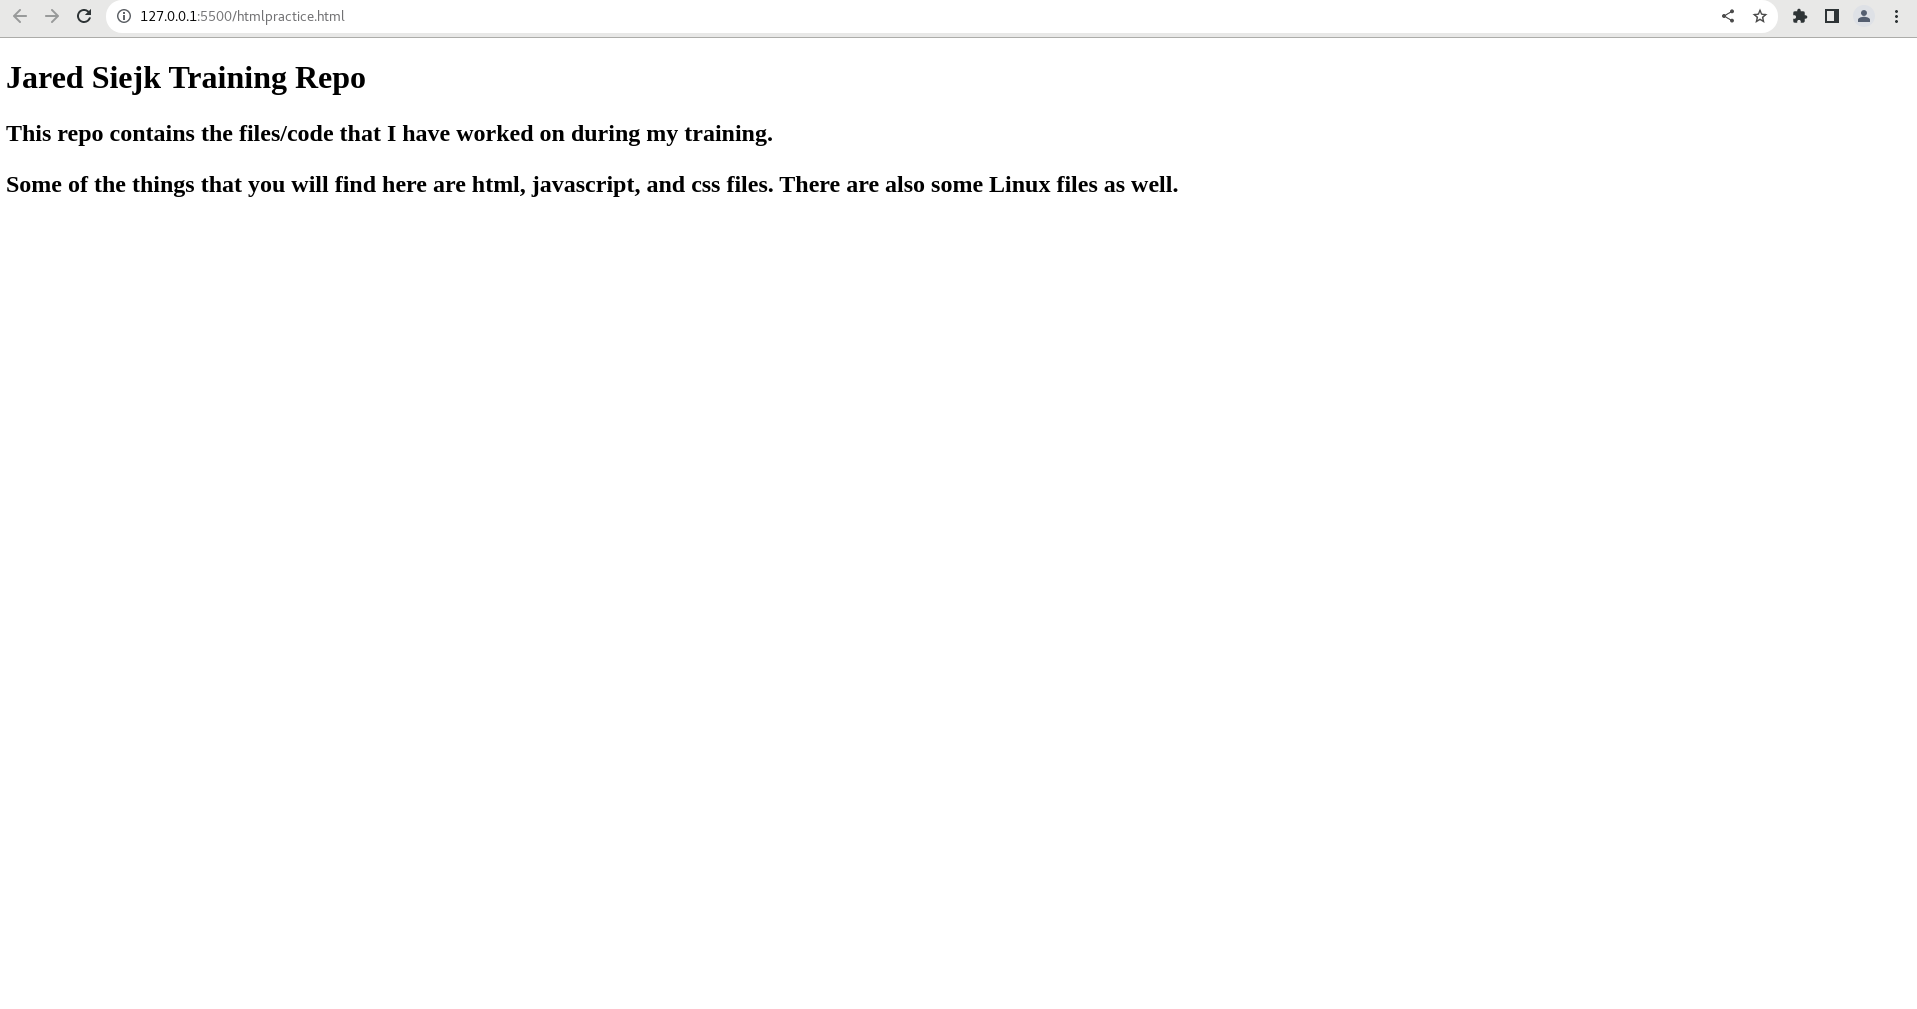 127.0.0.1:5500/htmlpractice.html
Jared Siejk Training Repo
This repo contains the files/code that I have worked on during my training.
Some of the things that you will find here are html, javascript, and css files. There are also some Linux files as well.